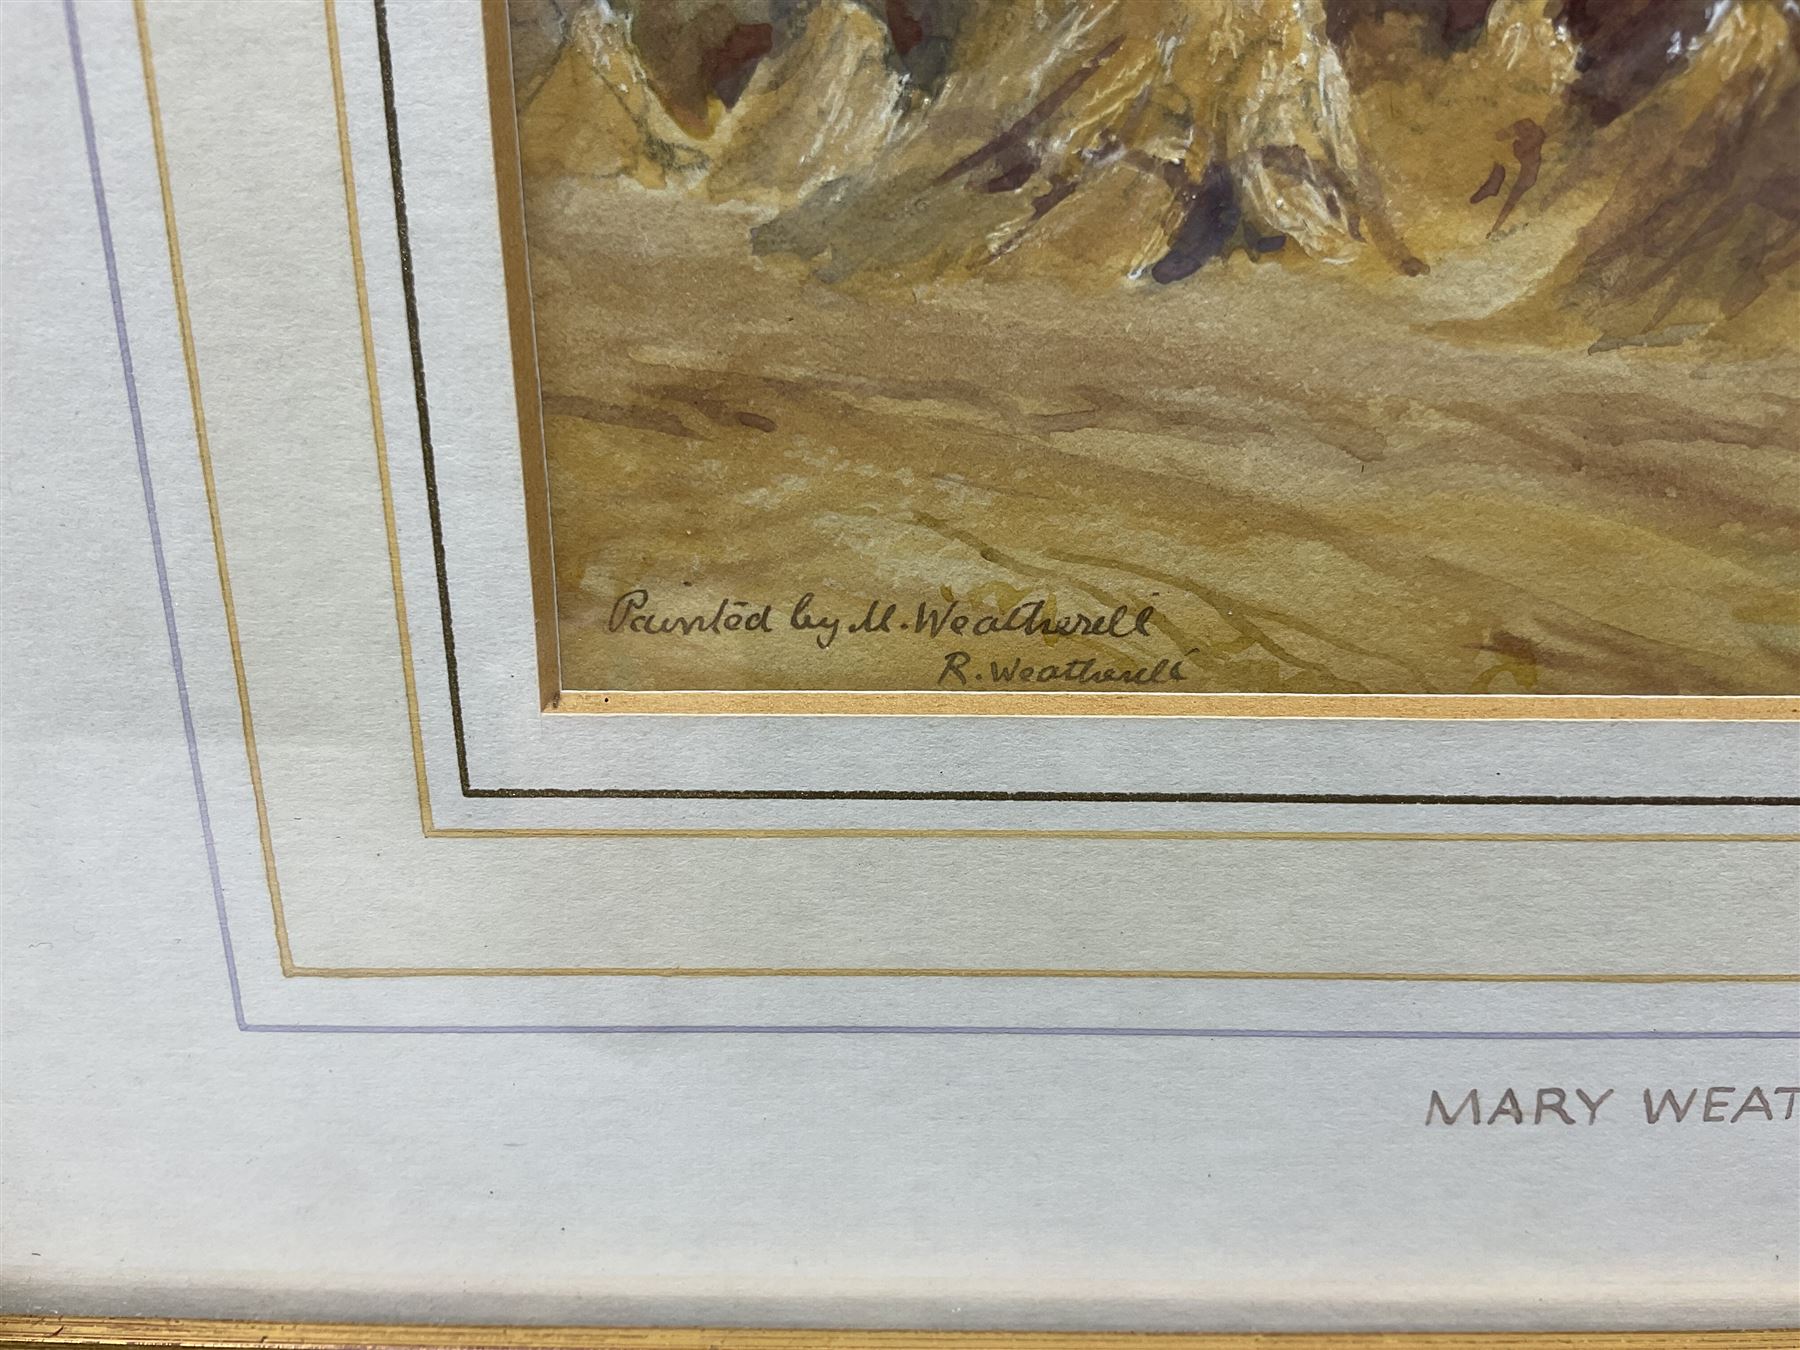 Painted by M. Weatherell
R. Weatherell
MARY WEAT